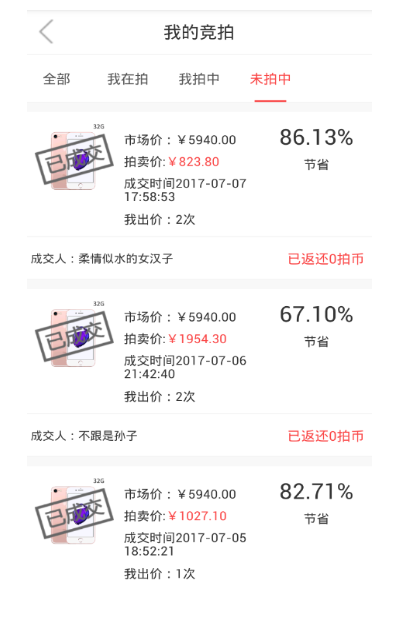 我的竞拍
全部 我在拍 我拍中 未拍中
32G
已成交
市场价：￥5940.00
拍卖价:￥823.80
成交时间2017-07-07
17:58:53
我出价：2次
86.13%
节省
成交人：柔情似水的女汉子 已返还0拍币
32G
已成交
市场价：￥5940.00
拍卖价:￥1954.30
成交时间2017-07-06
21:42:40
我出价：2次
67.10%
节省
成交人：不跟是孙子 已返还0拍币
32G
已成交
市场价：￥5940.00
拍卖价:￥1027.10
成交时间2017-07-05
18:52:21
我出价：1次
82.71%
节省